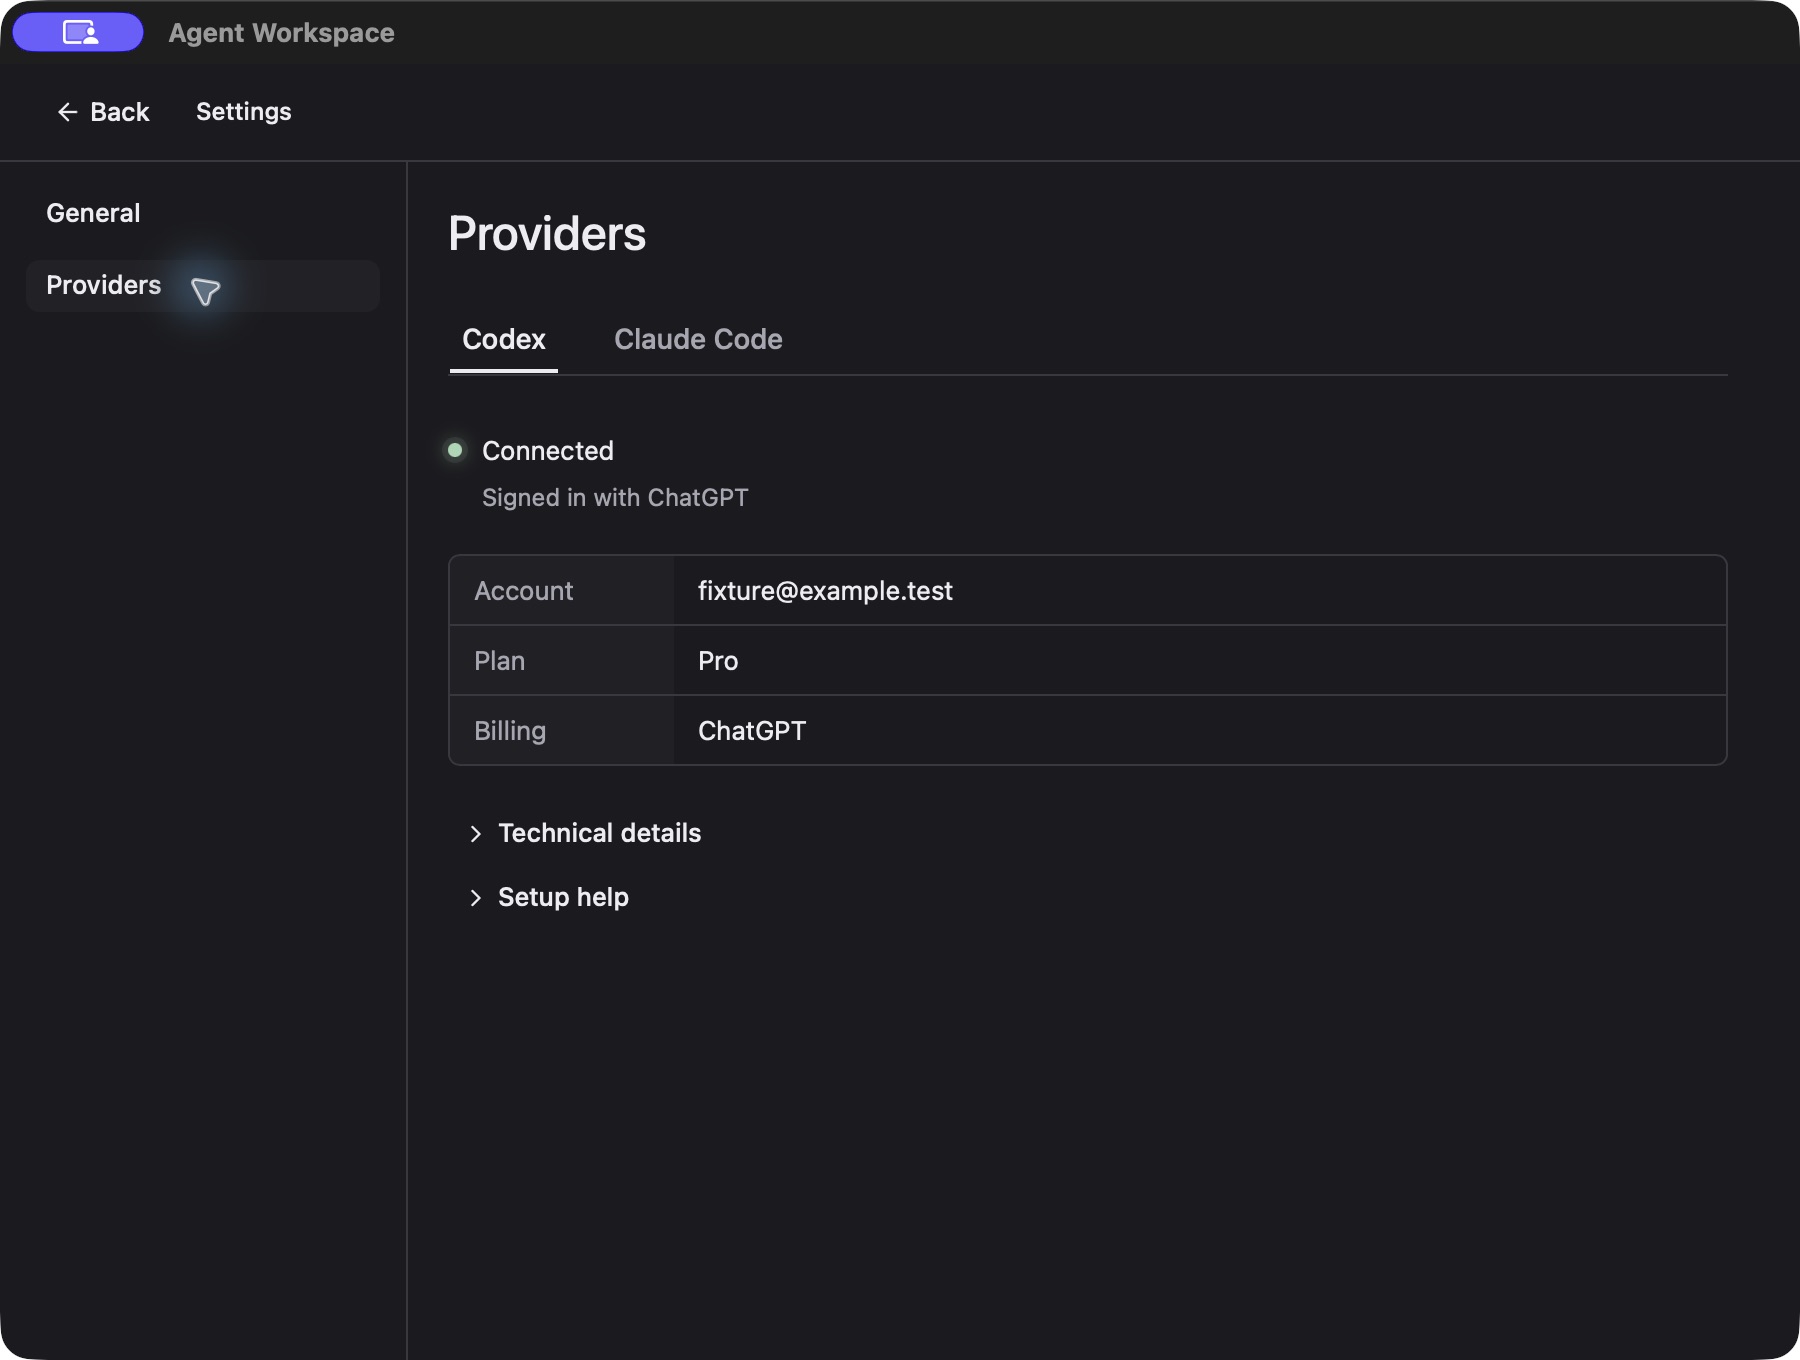 Agent Workspace
Back Settings
General
Providers
Providers
Codex Claude Code
Connected
Signed in with ChatGPT
Account fixture@example.test
Plan Pro
Billing ChatGPT
Technical details
Setup help